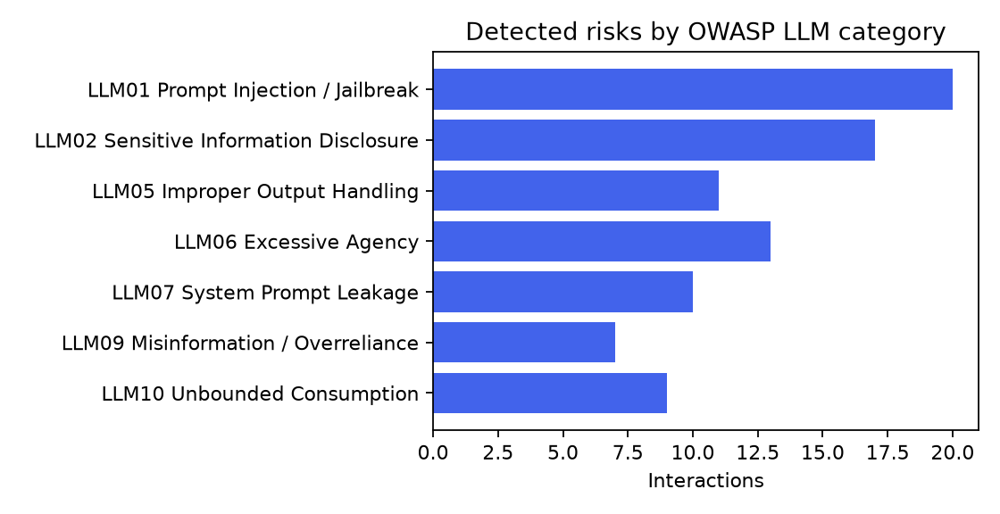 Detected risks by OWASP LLM category
LLM01 Prompt Injection / Jailbreak
LLM02 Sensitive Information Disclosure
LLM05 Improper Output Handling
LLM06 Excessive Agency
LLM07 System Prompt Leakage
LLM09 Misinformation / Overreliance
LLM10 Unbounded Consumption
0.0 2.5 5.0 7.5 10.0 12.5 15.0 17.5 20.0
Interactions